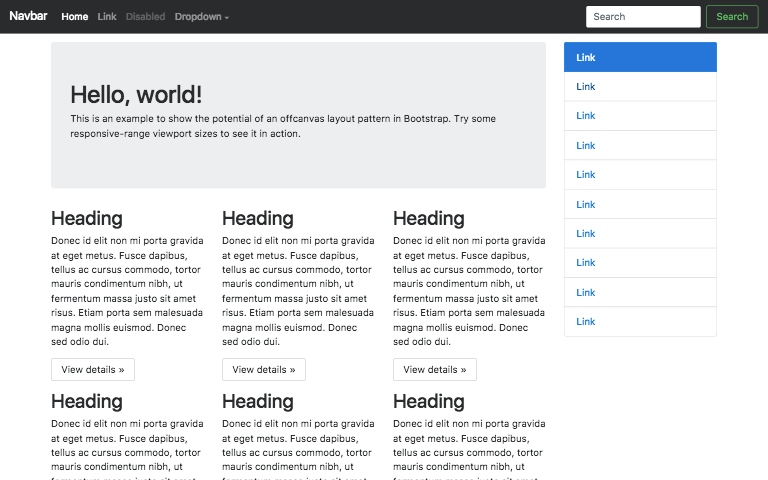 Navbar Home Link Disabled Dropdown Search Search
Hello, world!
This is an example to show the potential of an offcanvas layout pattern in Bootstrap. Try some
responsive-range viewport sizes to see it in action.
Link
Link
Link
Link
Link
Link
Link
Link
Link
Link
Heading
Donec id elit non mi porta gravida
at eget metus. Fusce dapibus,
tellus ac cursus commodo, tortor
mauris condimentum nibh, ut
fermentum massa justo sit amet
risus. Etiam porta sem malesuada
magna mollis euismod. Donec
sed odio dui.
View details »
Heading
Donec id elit non mi porta gravida
at eget metus. Fusce dapibus,
tellus ac cursus commodo, tortor
mauris condimentum nibh, ut
fermentum massa justo sit amet
risus. Etiam porta sem malesuada
magna mollis euismod. Donec
sed odio dui.
View details »
Heading
Donec id elit non mi porta gravida
at eget metus. Fusce dapibus,
tellus ac cursus commodo, tortor
mauris condimentum nibh, ut
fermentum massa justo sit amet
risus. Etiam porta sem malesuada
magna mollis euismod. Donec
sed odio dui.
View details »
Heading
Donec id elit non mi porta gravida
at eget metus. Fusce dapibus,
tellus ac cursus commodo, tortor
mauris condimentum nibh, ut
Heading
Donec id elit non mi porta gravida
at eget metus. Fusce dapibus,
tellus ac cursus commodo, tortor
mauris condimentum nibh, ut
Heading
Donec id elit non mi porta gravida
at eget metus. Fusce dapibus,
tellus ac cursus commodo, tortor
mauris condimentum nibh, ut